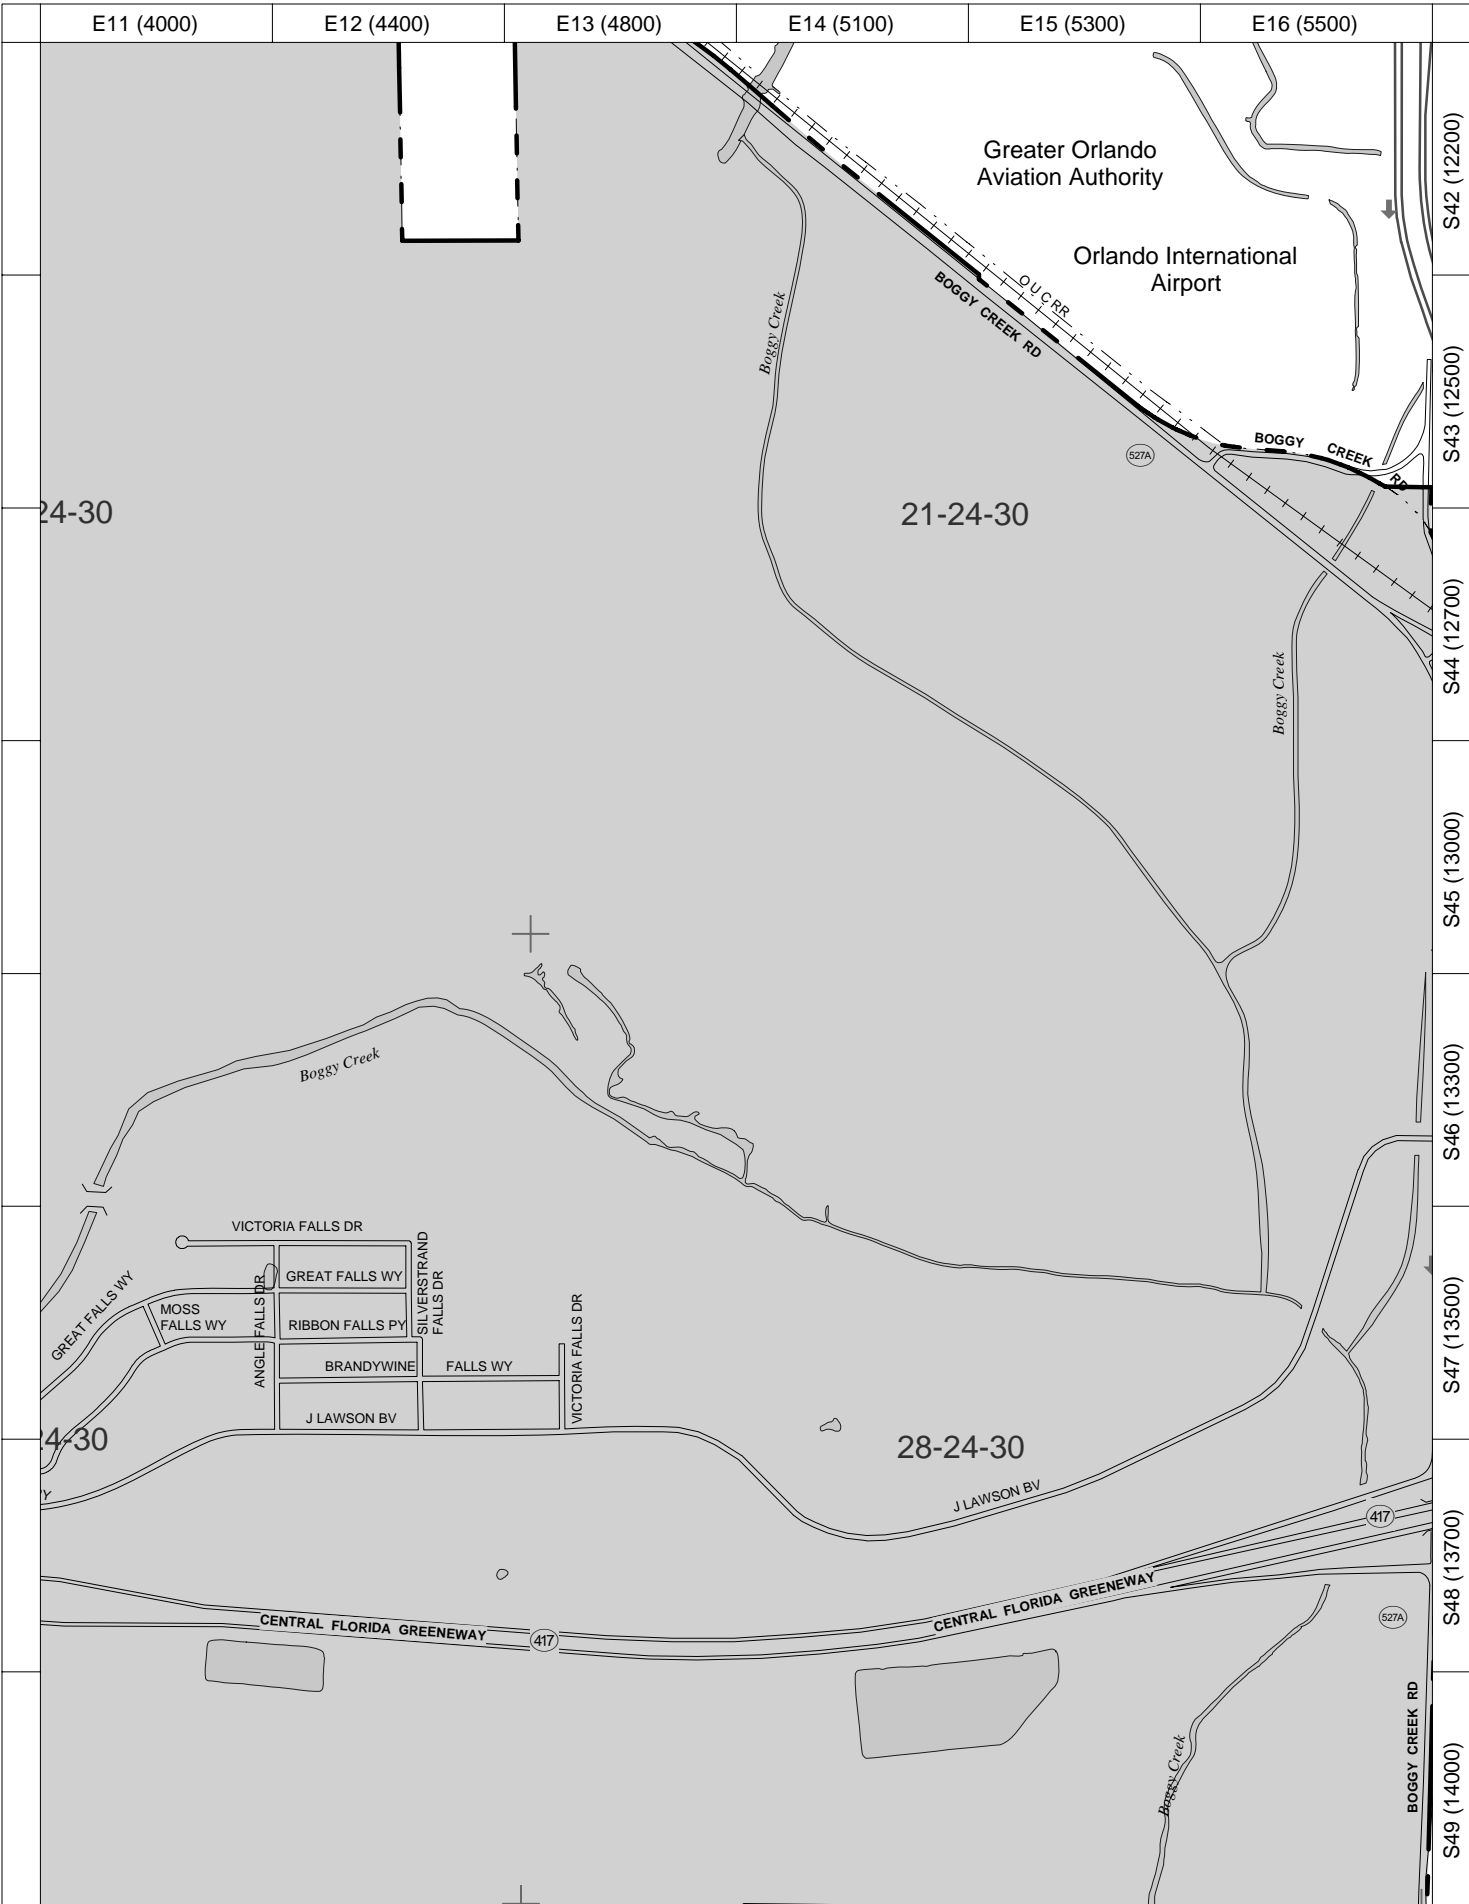 E11 (4000)
E12 (4400)
E13 (4800)
E14 (5100)
E15 (5300)
E16 (5500)
S42 (12200)
S43 (12500)
S44 (12700)
S45 (13000)
S46 (13300)
S47 (13500)
S48 (13700)
S49 (14000)
Greater Orlando
Aviation Authority
Orlando International
Airport
O U C RR
BOGGY CREEK RD
Boggy Creek
527A
BOGGY CREEK RD
24-30
21-24-30
Boggy Creek
Boggy Creek
VICTORIA FALLS DR
GREAT FALLS WY
SILVERSTRAND
FALLS DR
GREAT FALLS WY
MOSS
FALLS WY
ANGLE FALLS DR
RIBBON FALLS PY
BRANDYWINE FALLS WY
VICTORIA FALLS DR
J LAWSON BV
4-30
28-24-30
Y
J LAWSON BV
417
CENTRAL FLORIDA GREENEWAY
417
CENTRAL FLORIDA GREENEWAY
527A
BOGGY CREEK RD
Boggy Creek